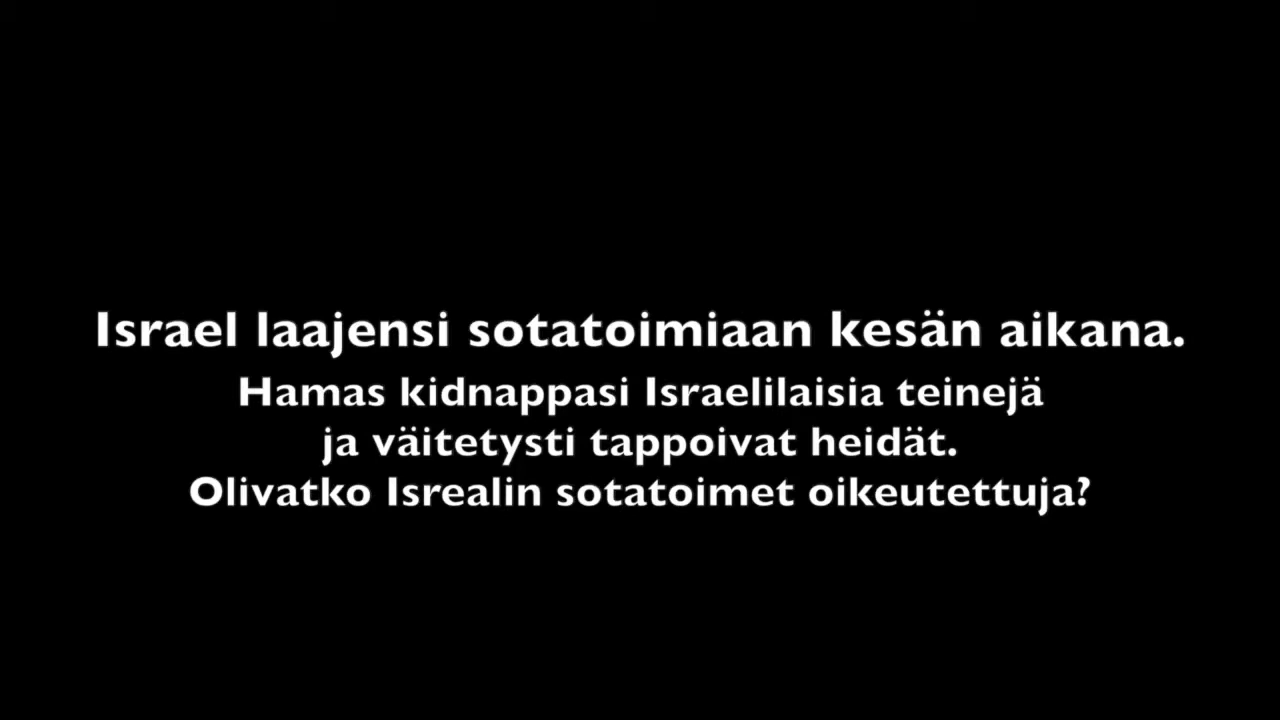 Israel laajensi sotatoimiaan kesän aikana.
Hamas kidnappasi Israelilaisia teinejä
ja väitetysti tappoivat heidät.
Olivatko Isrealin sotatoimet oikeutettuja?